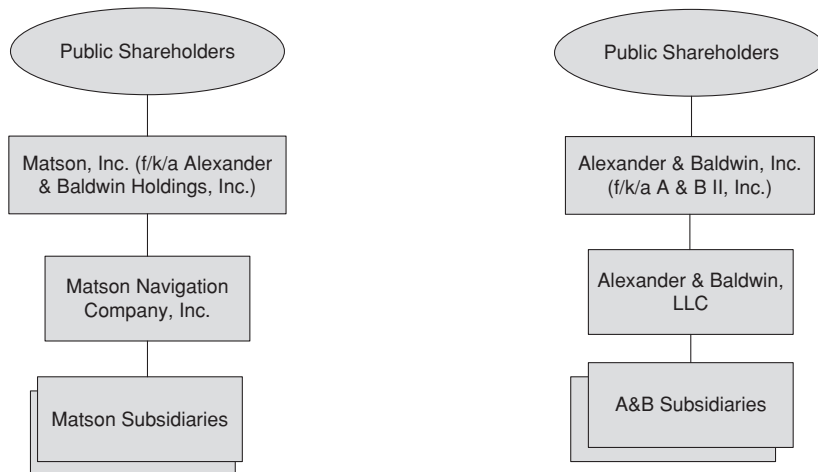 Public Shareholders
Matson, Inc. (f/k/a Alexander
& Baldwin Holdings, Inc.)
Matson Navigation
Company, Inc.
Matson Subsidiaries
Public Shareholders
Alexander & Baldwin, Inc.
(f/k/a A & B II, Inc.)
Alexander & Baldwin,
LLC
A&B Subsidiaries